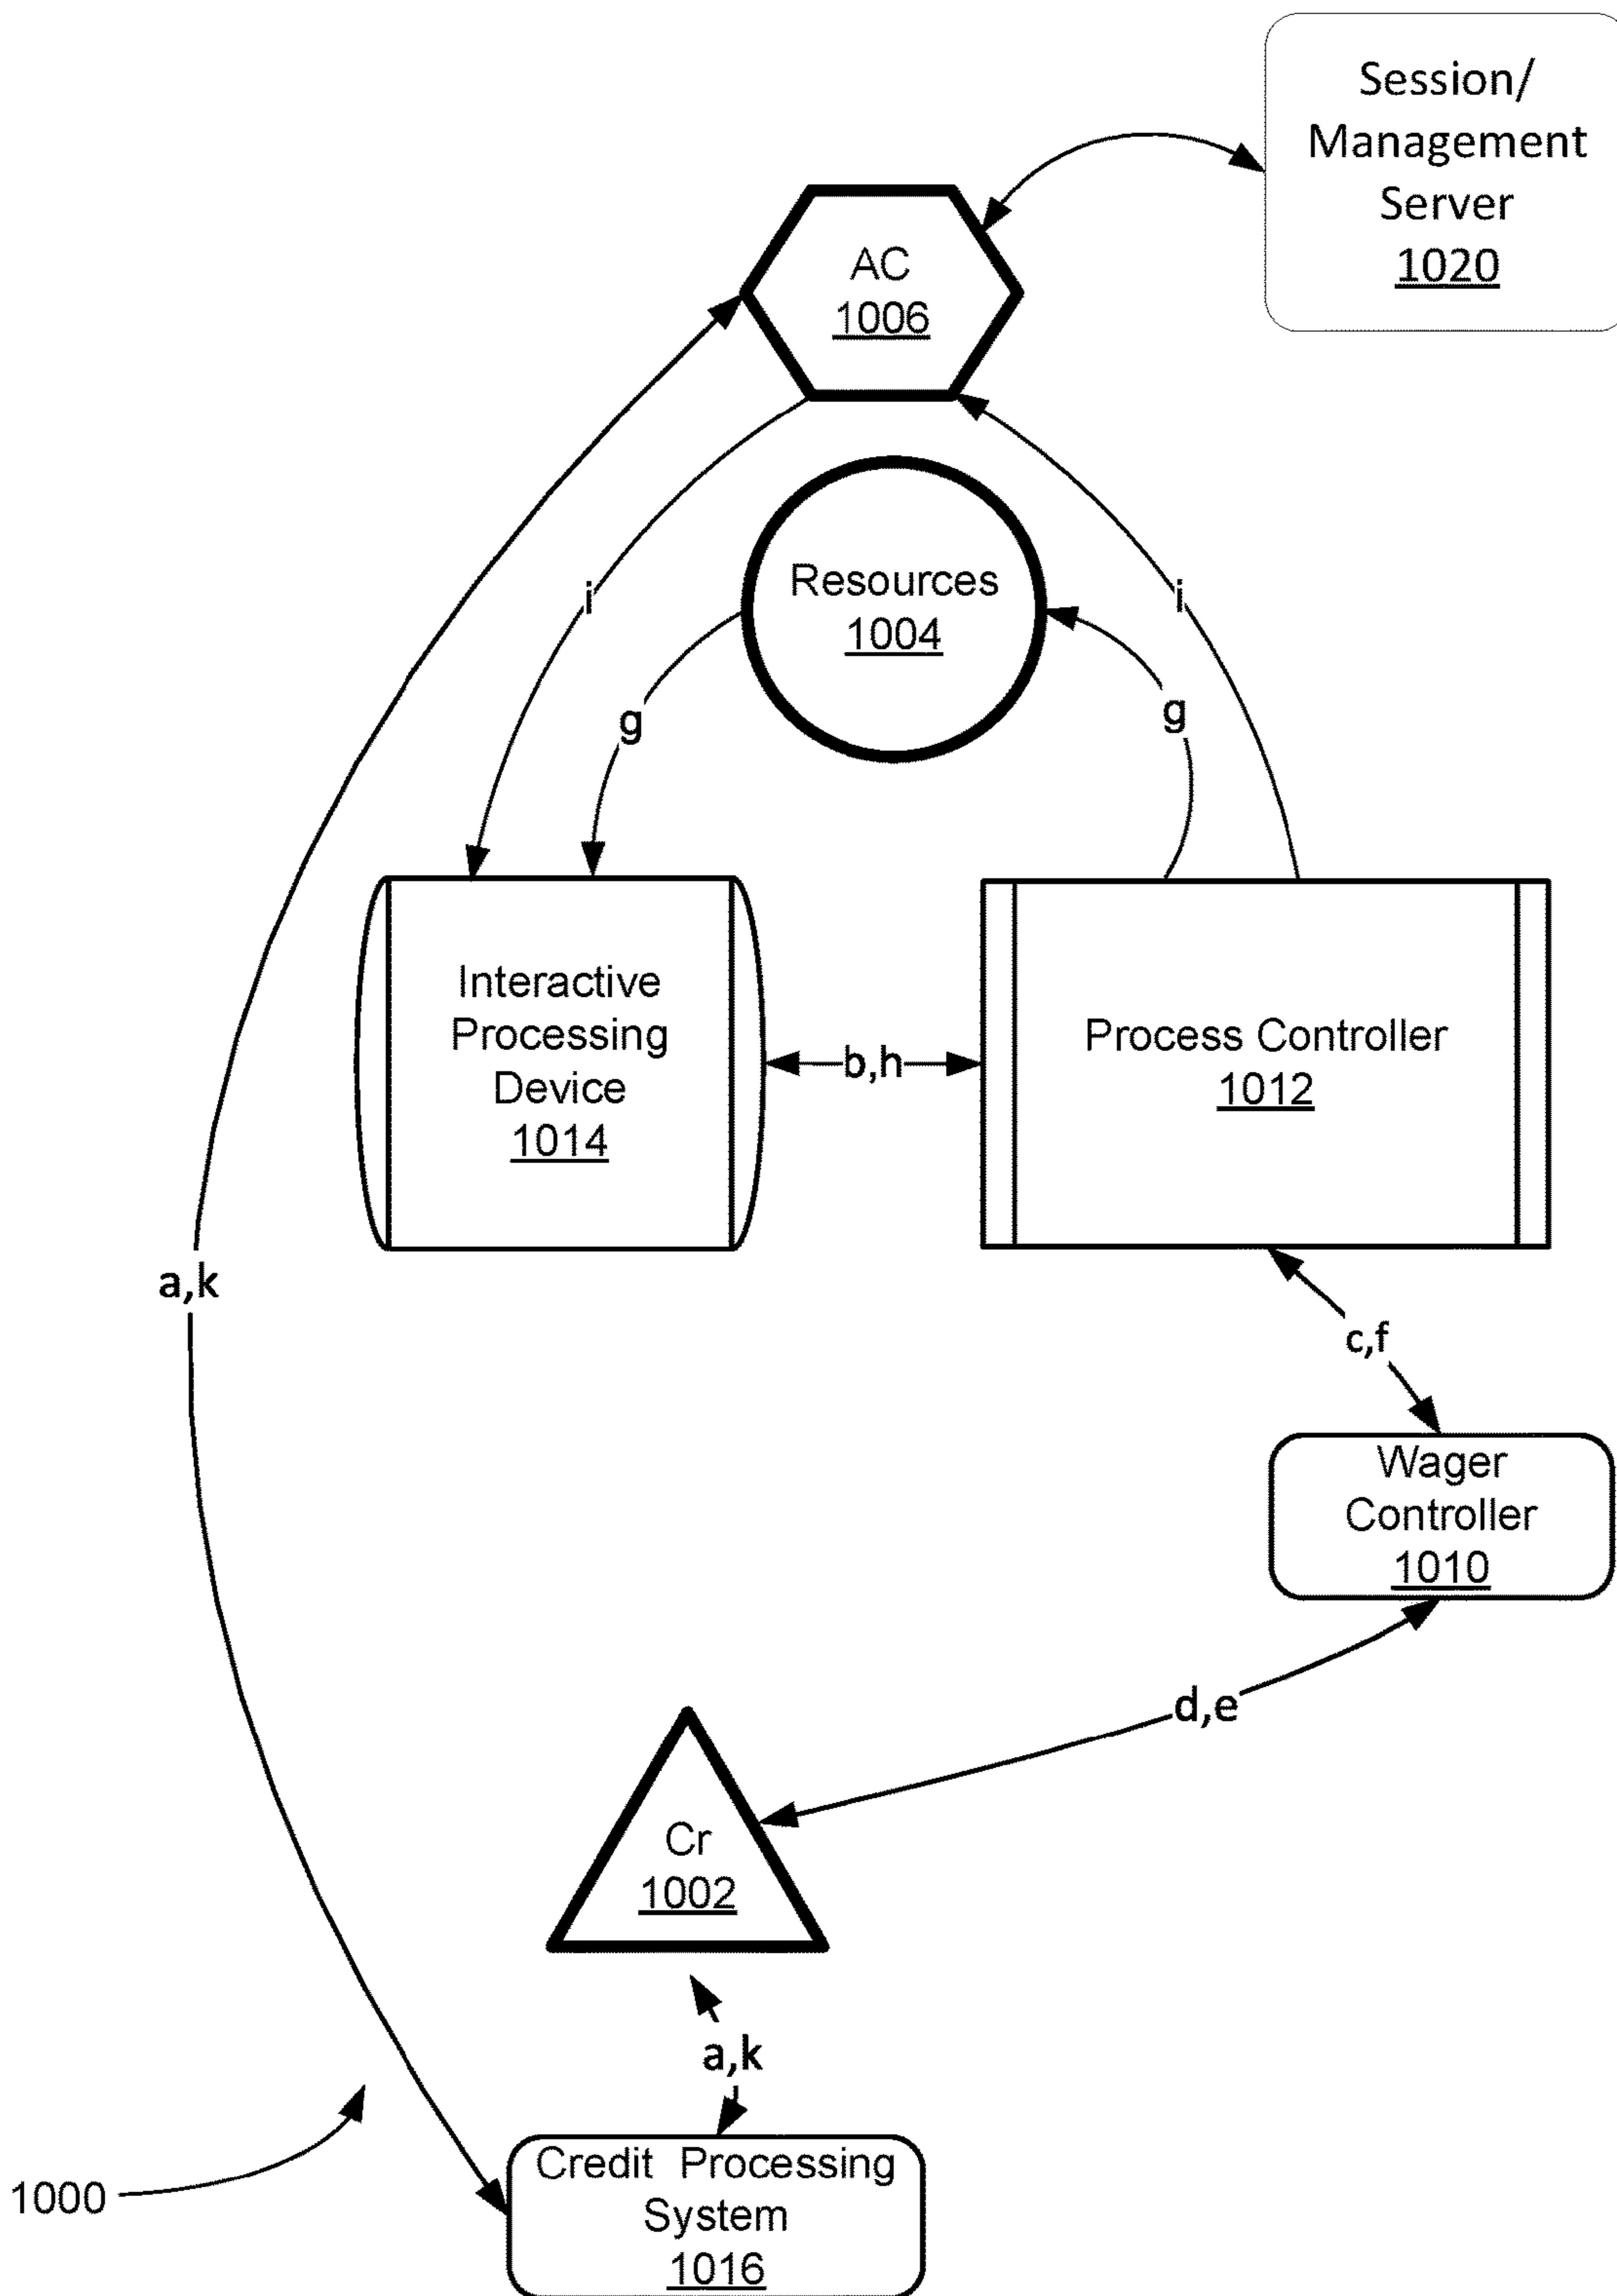 Session/
Management
Server
1020
AC
1006
Resources
1004
i
i
g
g
Interactive
Processing
Device
1014
b,h
Process Controller
1012
a,k
c,f
Wager
Controller
1010
d,e
Cr
1002
a,k
1000
Credit Processing
System
1016